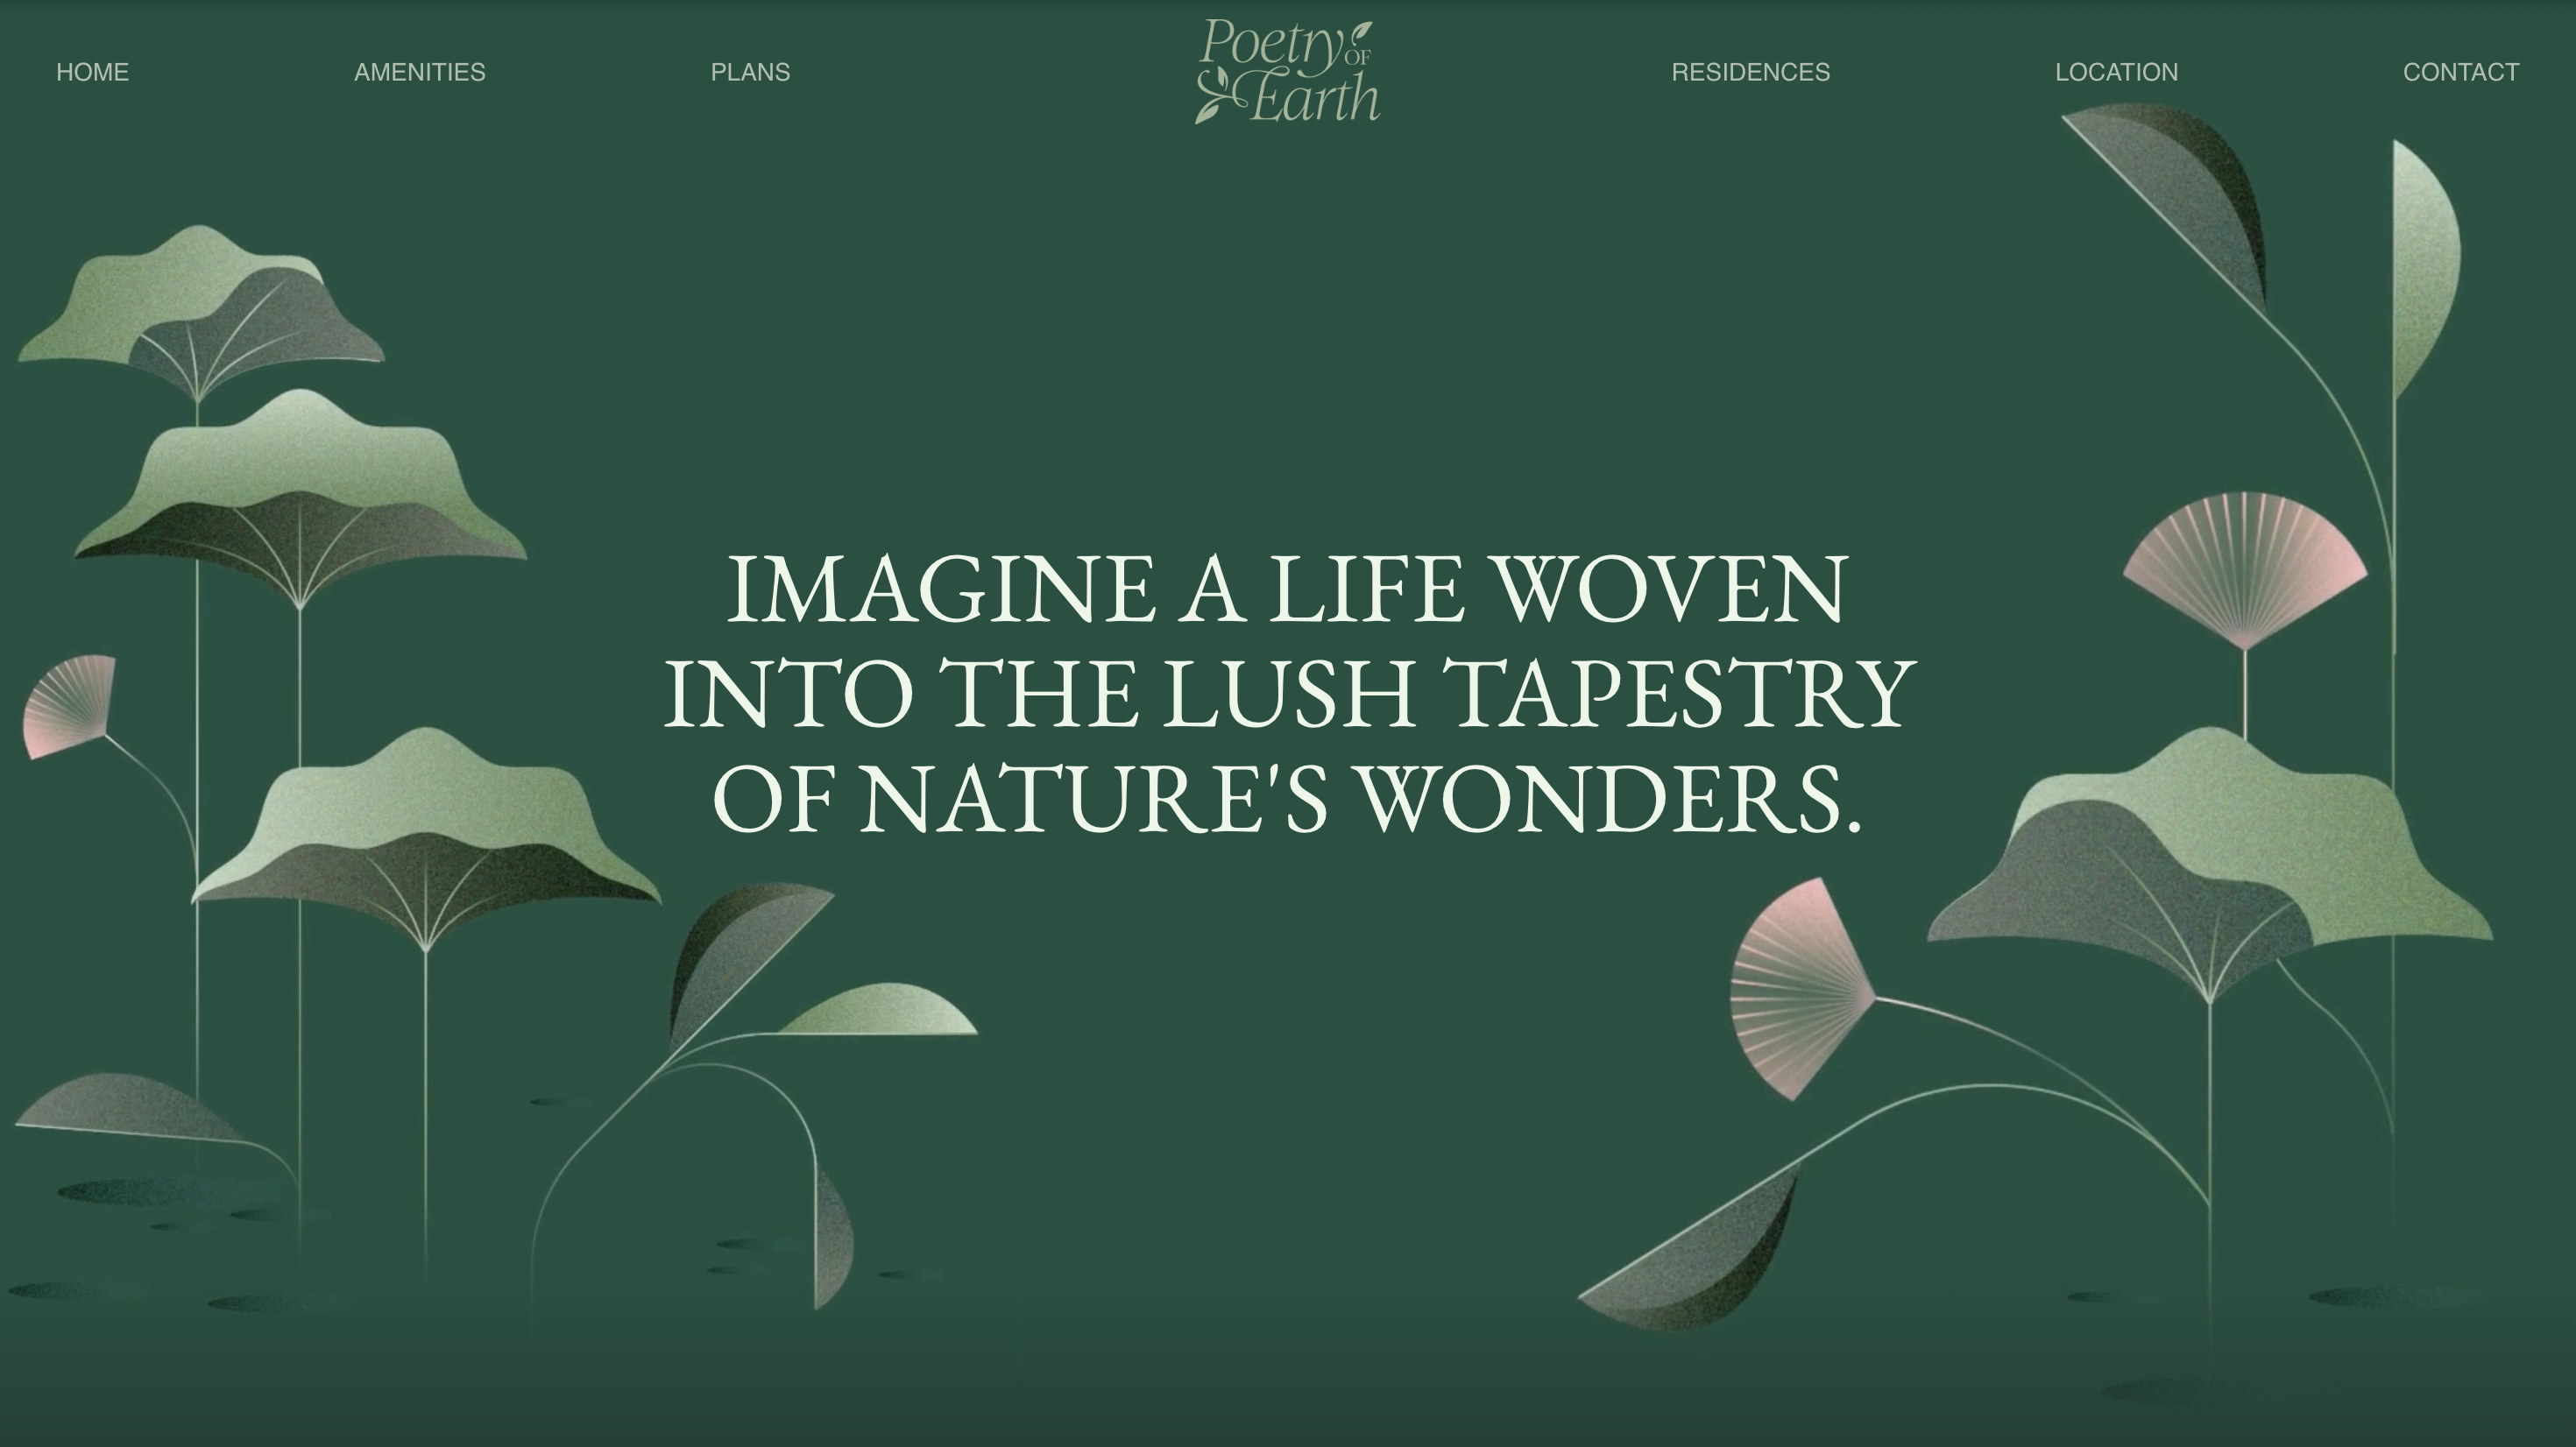 HOME
AMENITIES
PLANS
Poetry OF
Earth
RESIDENCES
LOCATION
CONTACT
IMAGINE A LIFE WOVEN
INTO THE LUSH TAPESTRY
OF NATURE'S WONDERS.